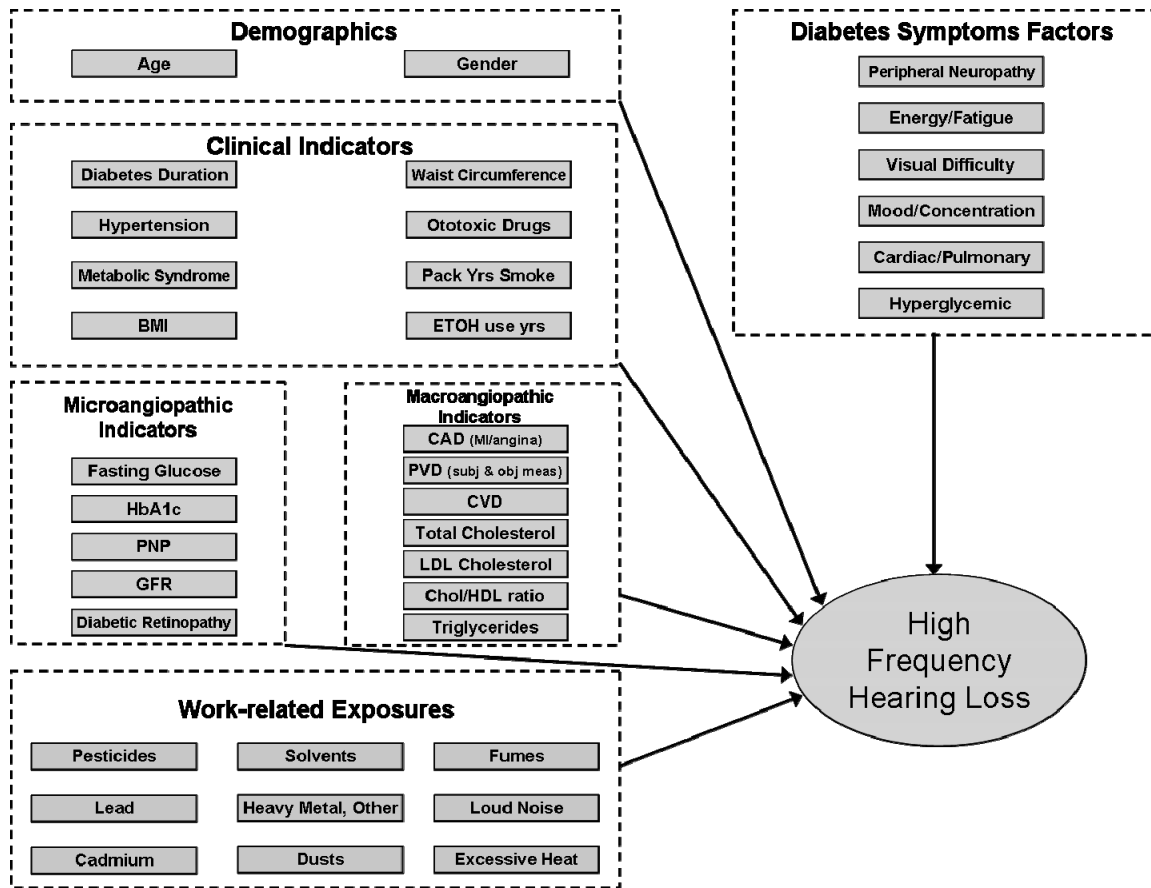 Demographics
Age
Gender
Clinical Indicators
Diabetes Duration
Waist Circumference
Hypertension
Ototoxic Drugs
Metabolic Syndrome
Pack Yrs Smoke
BMI
ETOH use yrs
Microangiopathic
Indicators
Fasting Glucose
HbA1c
PNP
GFR
Diabetic Retinopathy
Macroangiopathic
Indicators
CAD (MI/angina)
PVD (subj & obj meas)
CVD
Total Cholesterol
LDL Cholesterol
Chol/HDL ratio
Triglycerides
Work-related Exposures
Pesticides
Solvents
Fumes
Lead
Heavy Metal, Other
Loud Noise
Cadmium
Dusts
Excessive Heat
Diabetes Symptoms Factors
Peripheral Neuropathy
Energy/Fatigue
Visual Difficulty
Mood/Concentration
Cardiac/Pulmonary
Hyperglycemic
High
Frequency
Hearing Loss